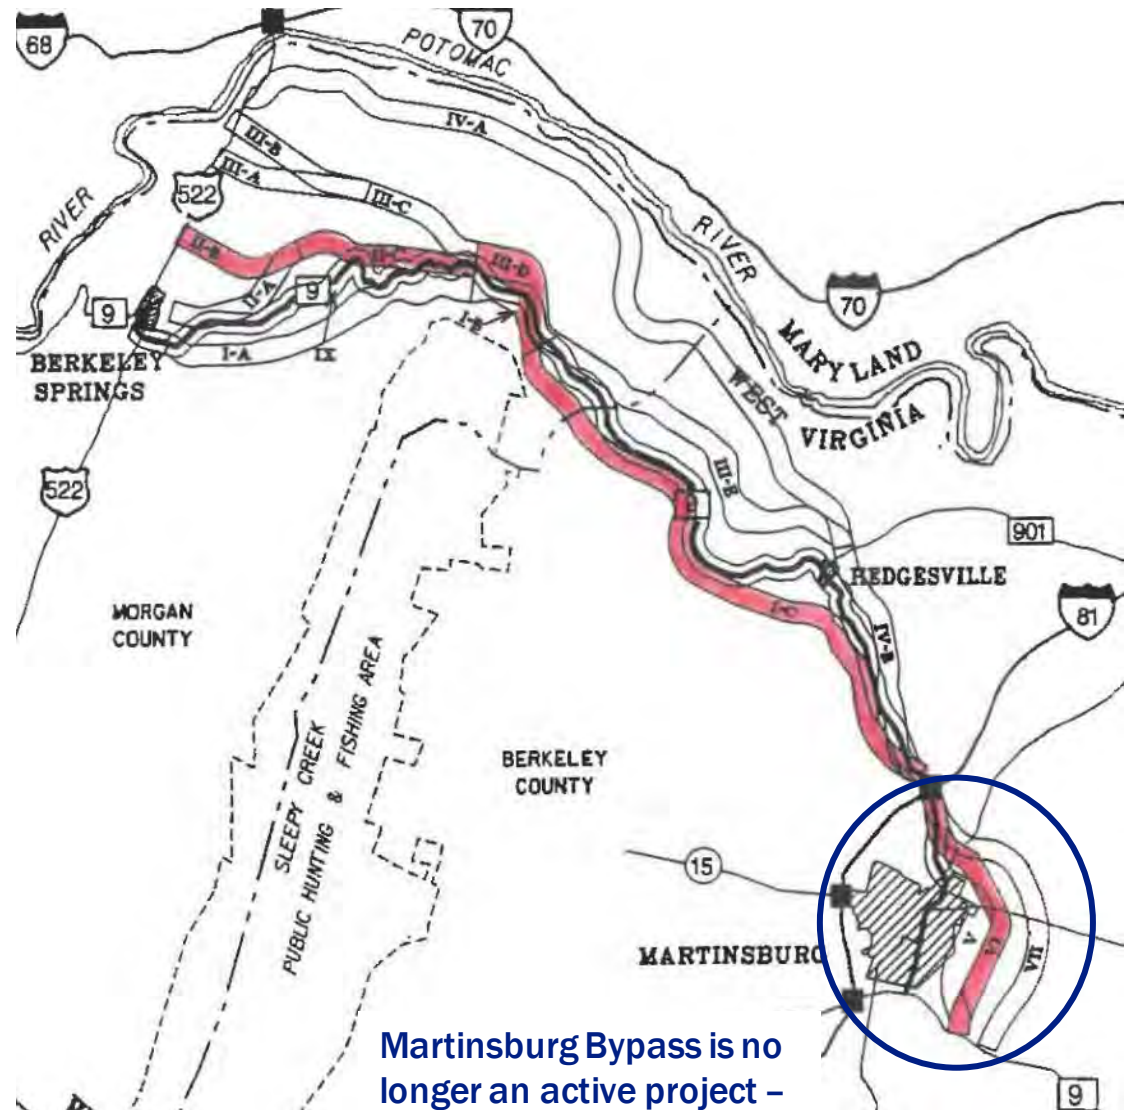 68
70
POTOMAC
IV-A
III-B
III-A
522
III-C
RIVER
RIVER
II-B
III-D
II-A
9
9
I-B
70
BERKELEY
SPRINGS
I-A
IX
MARYLAND
WEST
VIRGINIA
522
III-E
901
HEDGESVILLE
I-C
81
MORGAN
COUNTY
IV-B
SLEEPY CREEK
PUBLIC HUNTING & FISHING AREA
BERKELEY
COUNTY
15
MARTINSBURG
V
VI
VII
Martinsburg Bypass is no
longer an active project –
9